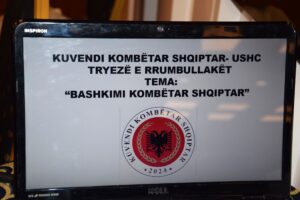 INSPIRON
KUVENDI KOMBËTAR SHQIPTAR- USHC
TRYEZË E RRUMBULLAKËT
TEMA:
“BASHKIMI KOMBËTAR SHQIPTAR”
KUVENDI KOMBËTAR SHQIPTAR
2024
DELL